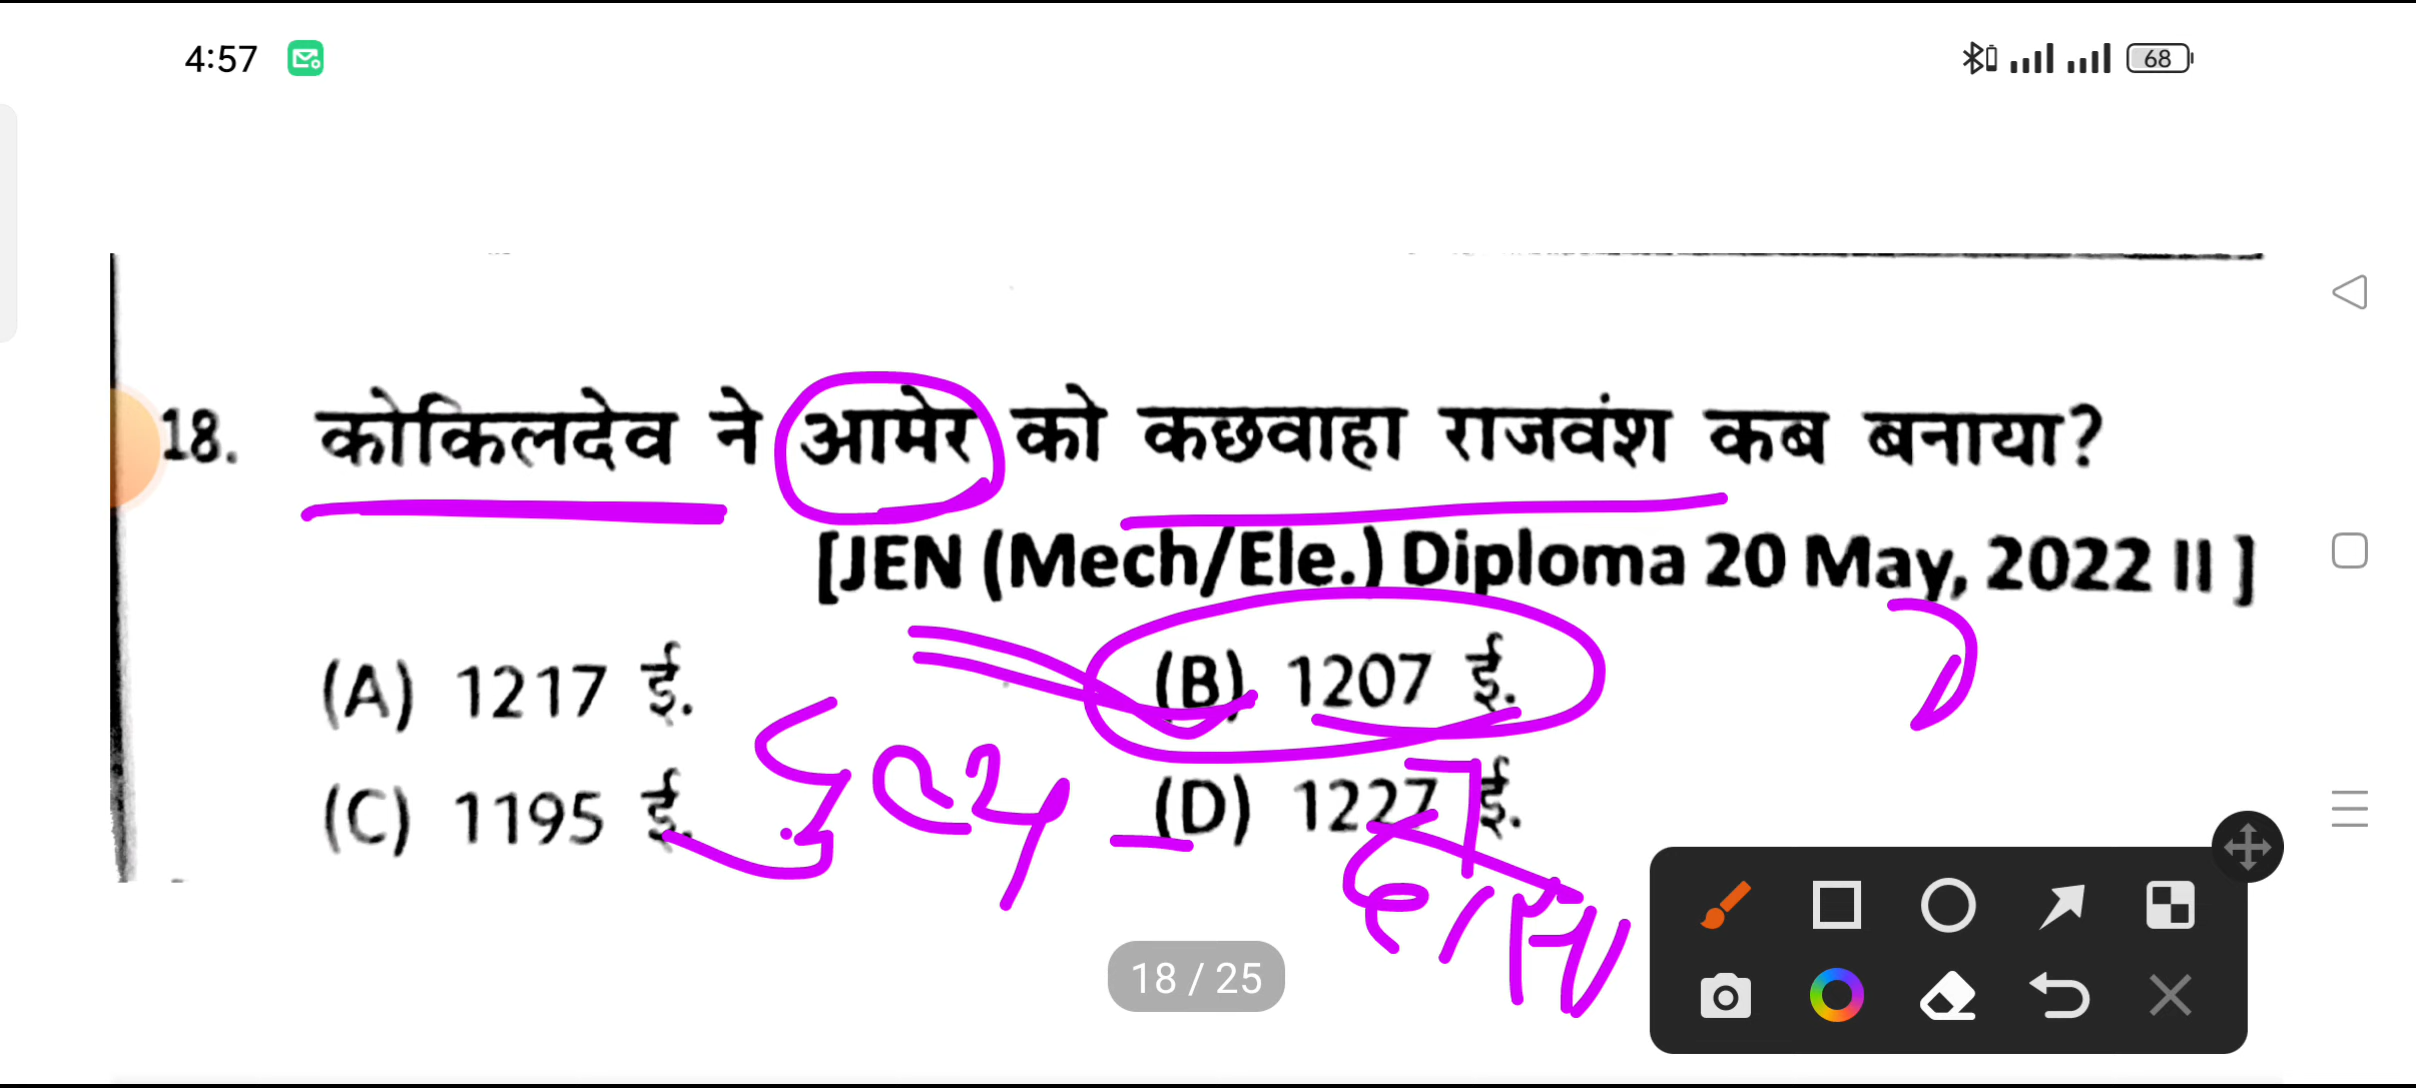 4:57
68
18. कोकिलदेव ने आमेर को कछवाहा राजवंश कब बनाया?
[JEN (Mech/Ele.) Diploma 20 May, 2022 II ]
(A) 1217 ई. (B) 1207 ई.
(C) 1195 ई. (D) 1227 ई.
18 / 25